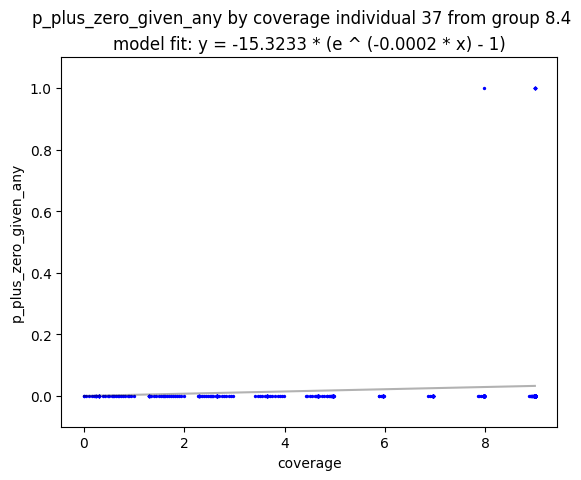 p_plus_zero_given_any by coverage individual 37 from group 8.4
model fit: y = -15.3233 * (e ^ (-0.0002 * x) - 1)
1.0
0.8
0.6
0.4
0.2
0.0
p_plus_zero_given_any
0 2 4 6 8
coverage